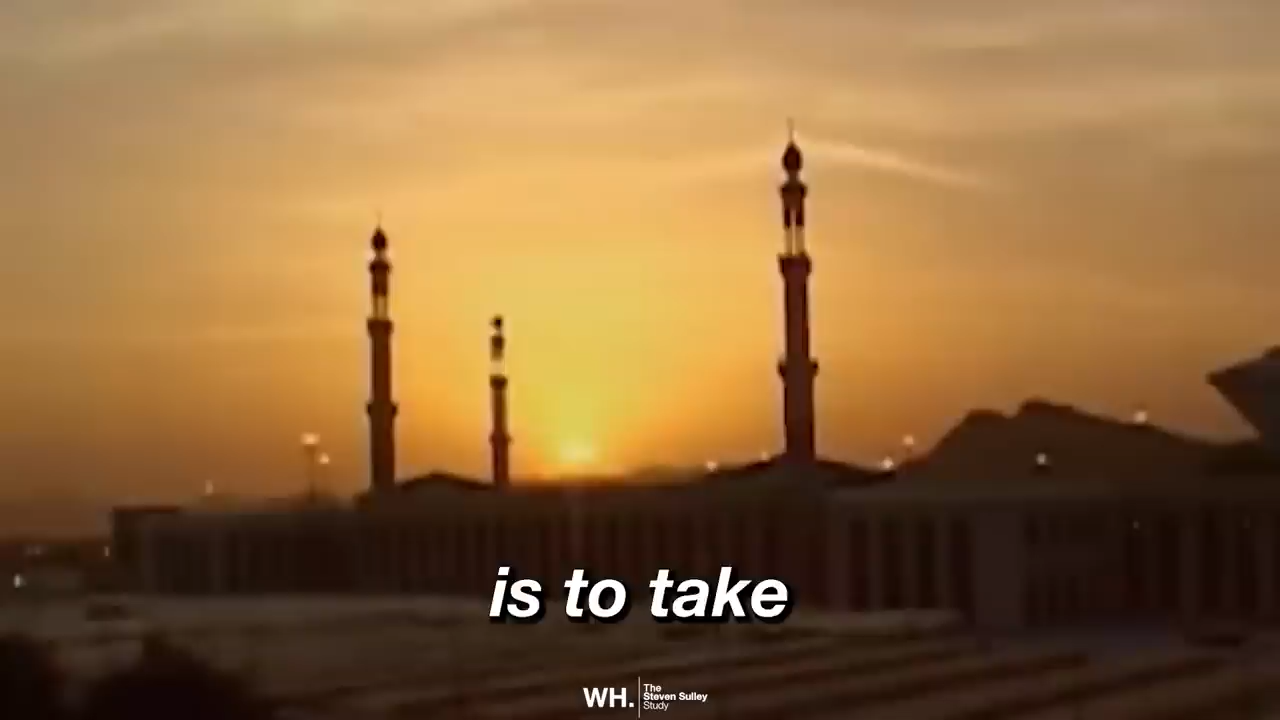 is to take
WH.
The
Steven Sulley
Study